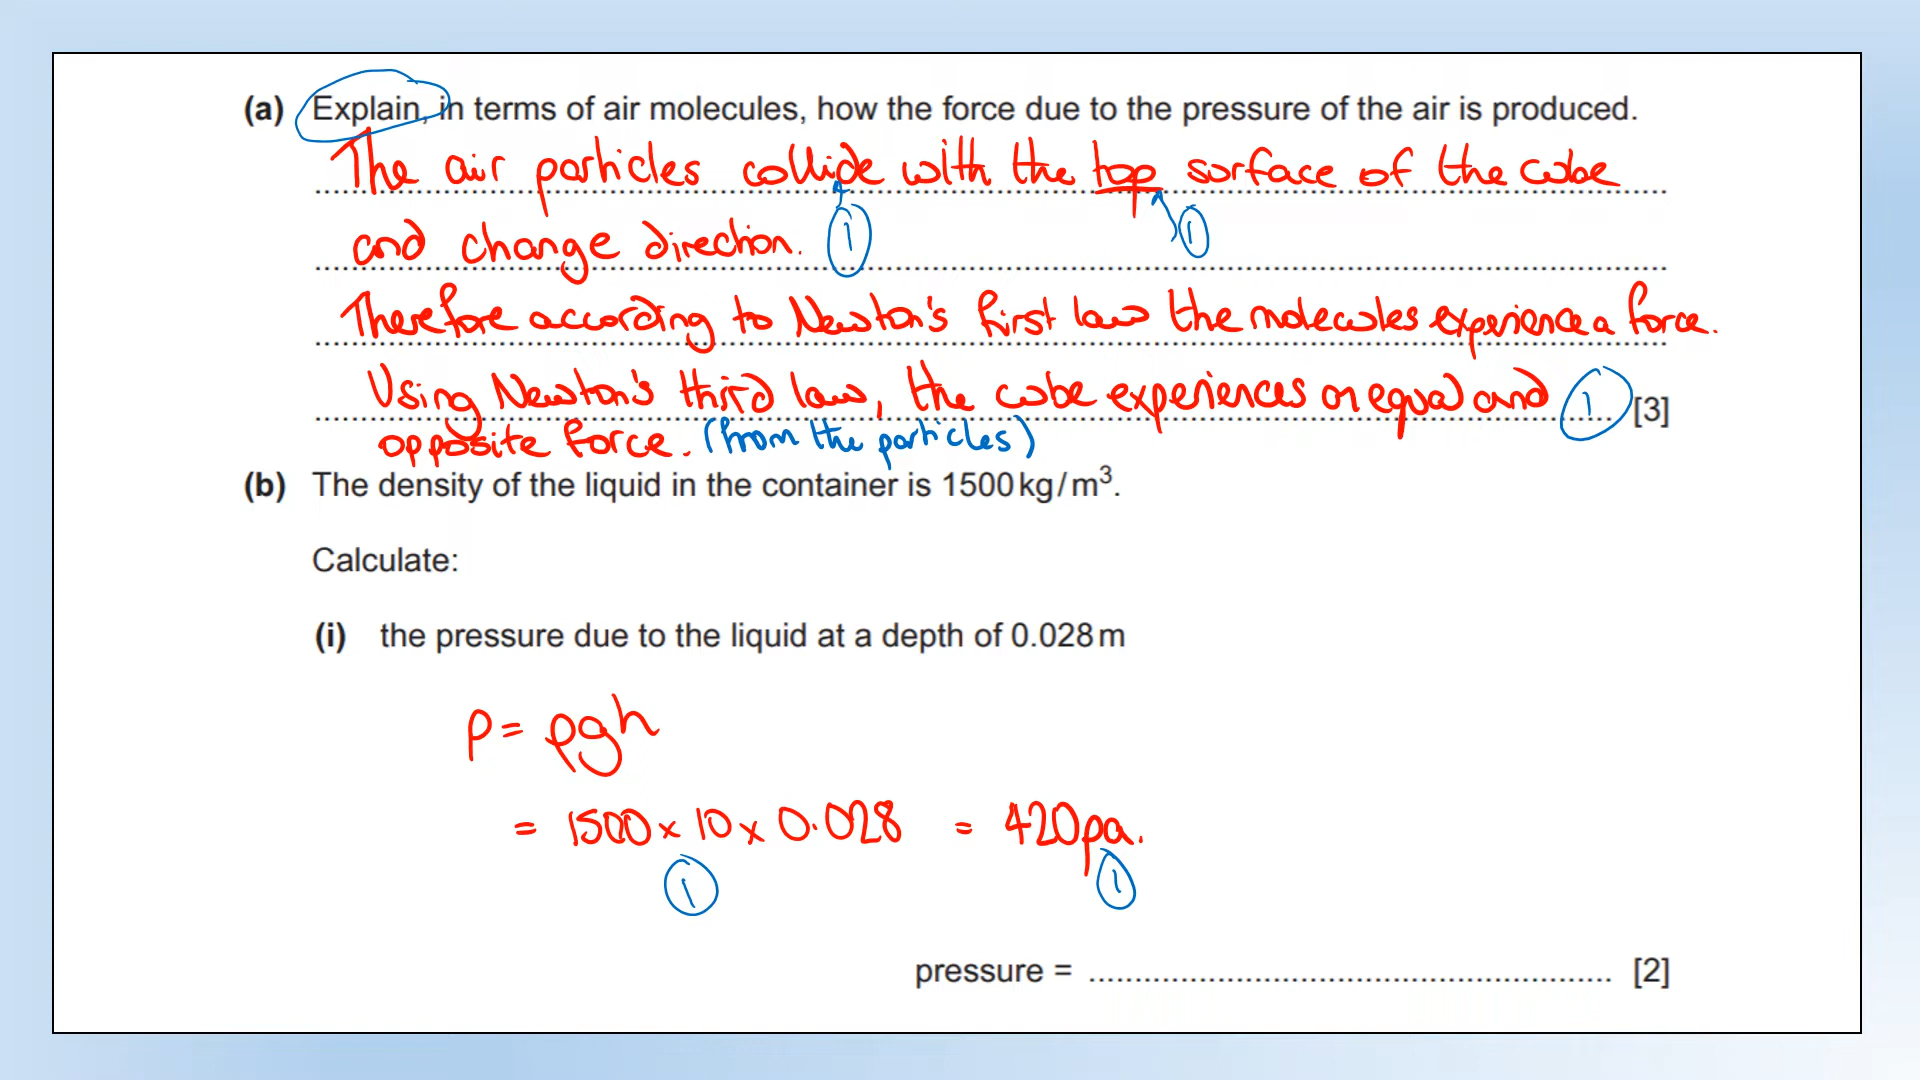 (a) Explain, in terms of air molecules, how the force due to the pressure of the air is produced.
The air particles collide with the top surface of the cube
1
and change direction. 1
Therefore according to Newton's first law the molecules experience a force.
Using Newton's third law, the cube experiences an equal and 1 [3]
opposite force. (from the particles)
(b) The density of the liquid in the container is 1500 kg/m³.
Calculate:
(i) the pressure due to the liquid at a depth of 0.028 m
P = ρgh
= 1500 × 10 × 0.028 = 420pa.
1 1
pressure = ........................................................ [2]